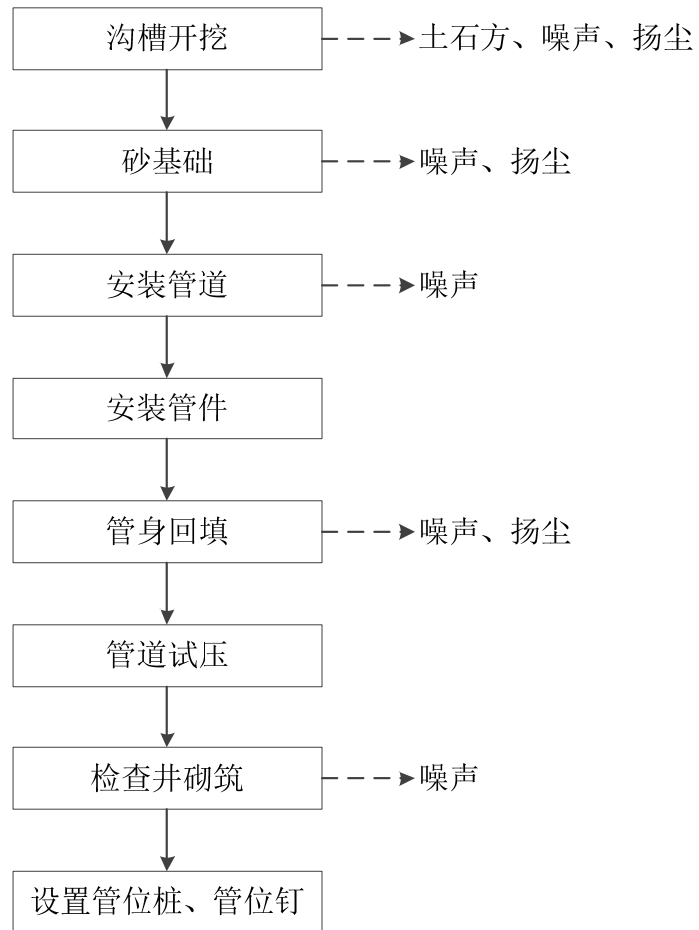 沟槽开挖
土石方、噪声、扬尘
砂基础
噪声、扬尘
安装管道
噪声
安装管件
管身回填
噪声、扬尘
管道试压
检查井砌筑
噪声
设置管位桩、管位钉